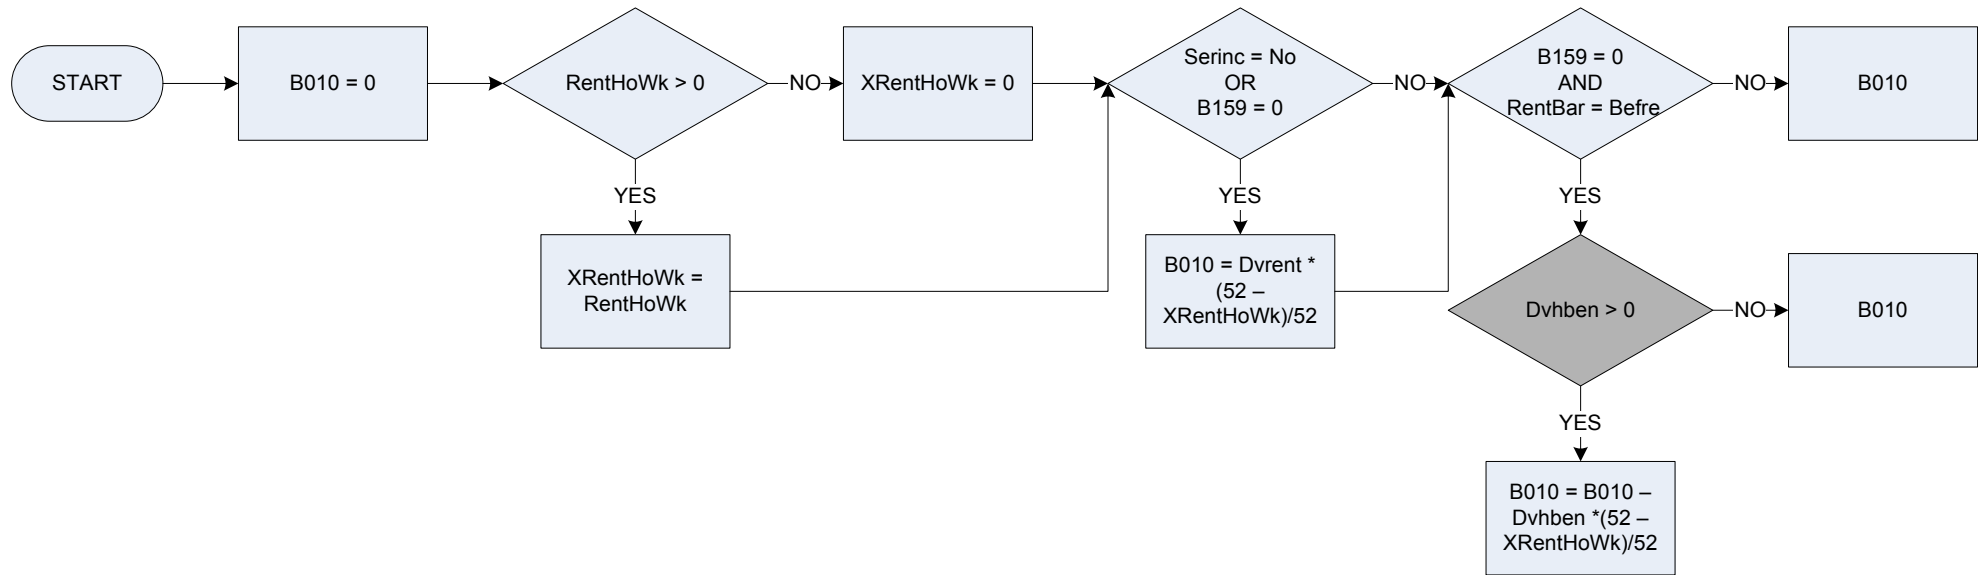 START
B010 = 0
RentHoWk > 0
NO
XRentHoWk = 0
Serinc = No
OR
B159 = 0
NO
B159 = 0
AND
RentBar = Befre
NO
B010
YES
YES
YES
XRentHoWk =
RentHoWk
B010 = Dvrent *
(52 –
XRentHoWk)/52
Dvhben > 0
NO
B010
YES
B010 = B010 –
Dvhben *(52 –
XRentHoWk)/52